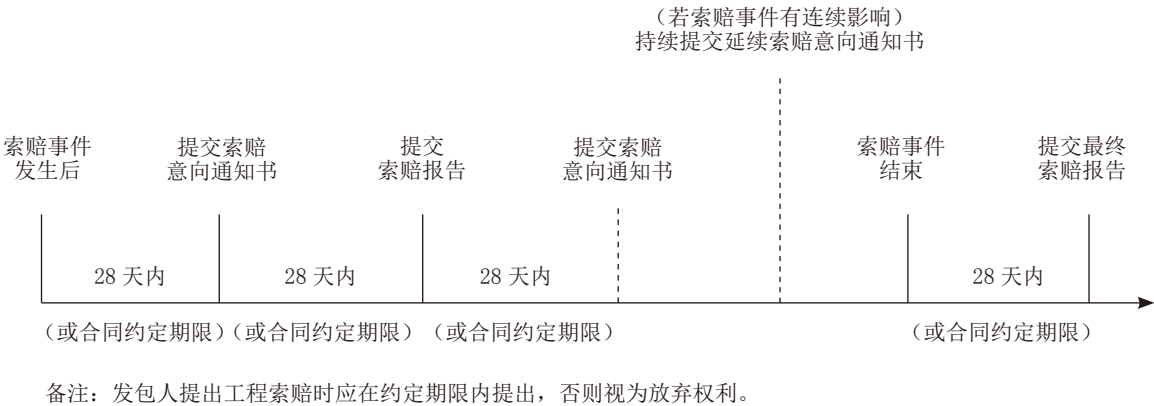 （若索赔事件有连续影响）
持续提交延续索赔意向通知书
索赔事件
发生后
提交索赔
意向通知书
提交
索赔报告
提交索赔
意向通知书
索赔事件
结束
提交最终
索赔报告
28 天内
28 天内
28 天内
28 天内
（或合同约定期限）
（或合同约定期限）
（或合同约定期限）
（或合同约定期限）
备注：发包人提出工程索赔时应在约定期限内提出，否则视为放弃权利。